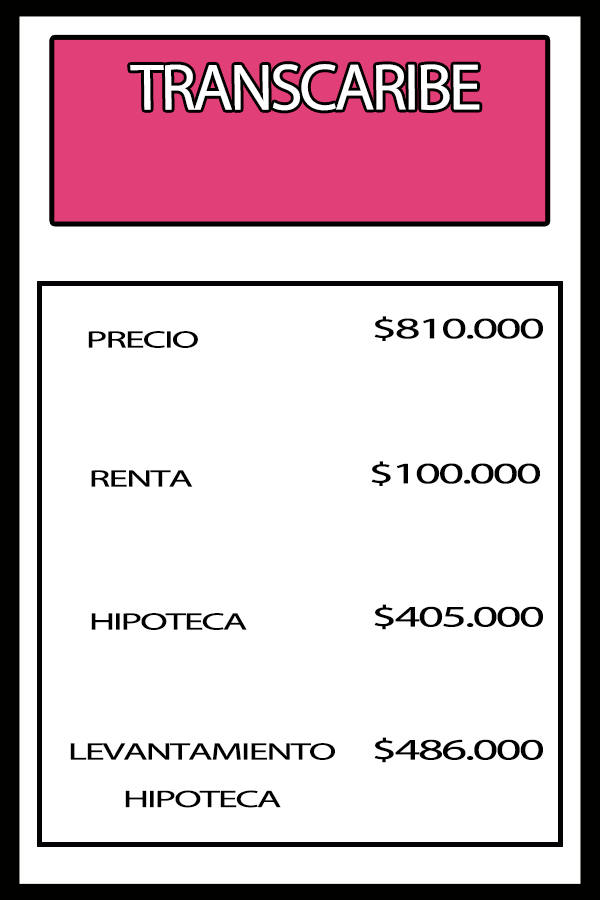 TRANSCARIBE
PRECIO $810.000
RENTA $100.000
HIPOTECA $405.000
LEVANTAMIENTO $486.000
HIPOTECA